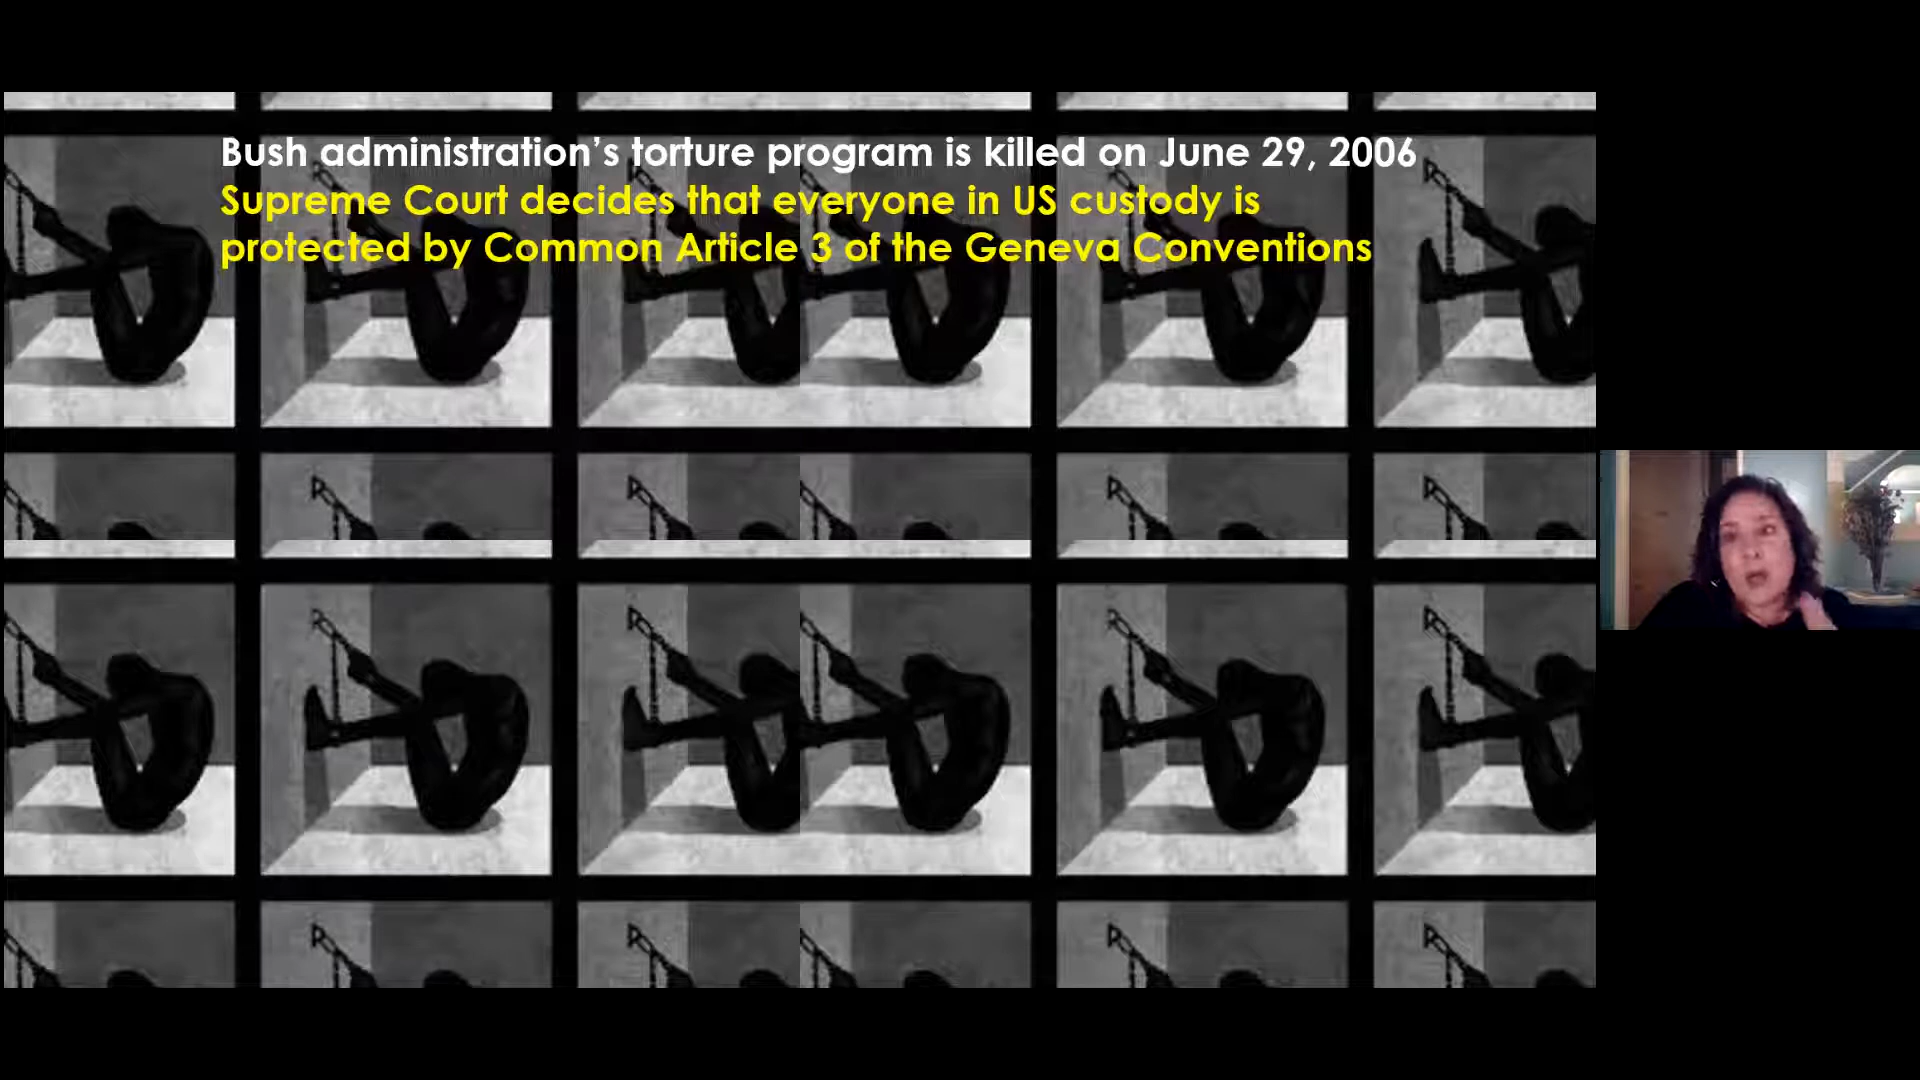 Bush administration’s torture program is killed on June 29, 2006
Supreme Court decides that everyone in US custody is
protected by Common Article 3 of the Geneva Conventions